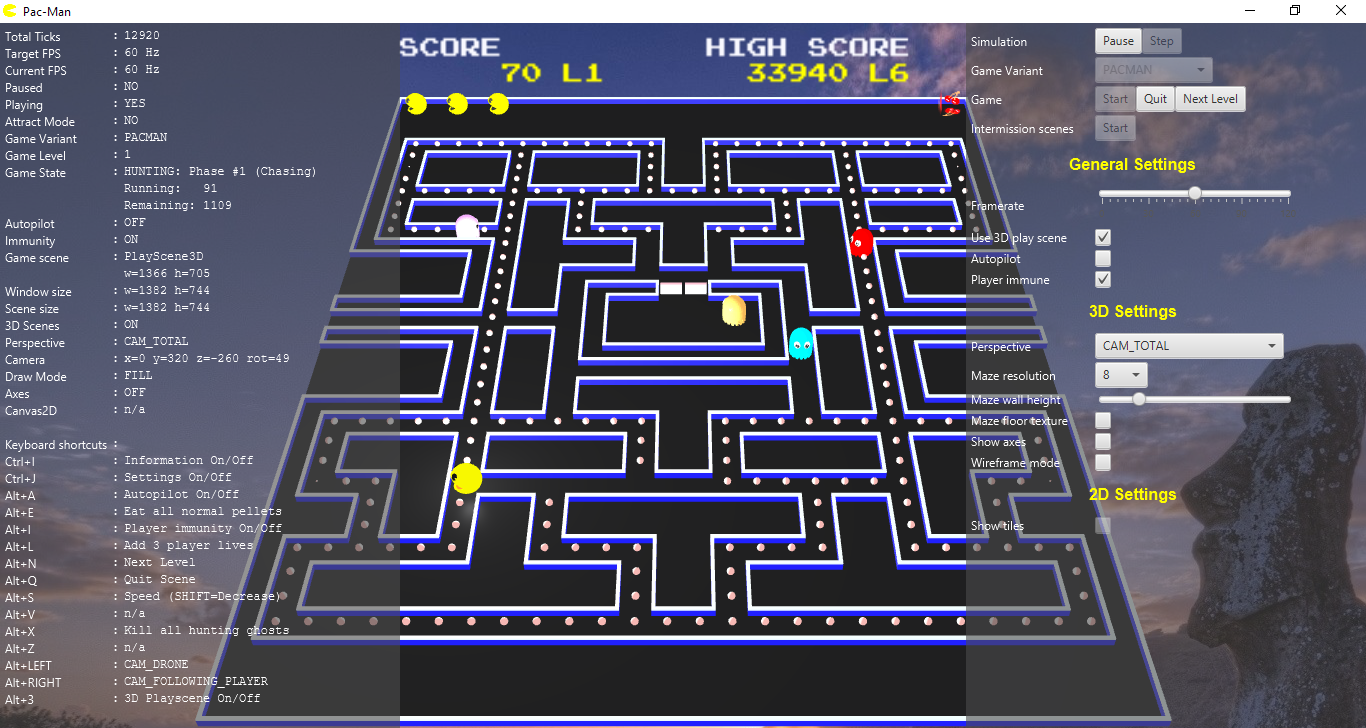 Pac-Man
Total Ticks : 12920
Target FPS : 60 Hz
Current FPS : 60 Hz
Paused : NO
Playing : YES
Attract Mode : NO
Game Variant : PACMAN
Game Level : 1
Game State : HUNTING: Phase #1 (Chasing)
Running: 91
Remaining: 1109
Autopilot : OFF
Immunity : ON
Game scene : PlayScene3D
w=1366 h=705
Window size : w=1382 h=744
Scene size : w=1382 h=744
3D Scenes : ON
Perspective : CAM_TOTAL
Camera : x=0 y=320 z=-260 rot=49
Draw Mode : FILL
Axes : OFF
Canvas2D : n/a
Keyboard shortcuts :
Ctrl+I : Information On/Off
Ctrl+J : Settings On/Off
Alt+A : Autopilot On/Off
Alt+E : Eat all normal pellets
Alt+I : Player immunity On/Off
Alt+L : Add 3 player lives
Alt+N : Next Level
Alt+Q : Quit Scene
Alt+S : Speed (SHIFT=Decrease)
Alt+V : n/a
Alt+X : Kill all hunting ghosts
Alt+Z : n/a
Alt+LEFT : CAM_DRONE
Alt+RIGHT : CAM_FOLLOWING_PLAYER
Alt+3 : 3D Playscene On/Off
SCORE HIGH SCORE
70 L1 33940 L6
Simulation Pause Step
Game Variant PACMAN
Game Start Quit Next Level
Intermission scenes Start
General Settings
Framerate
Use 3D play scene
Autopilot
Player immune
3D Settings
Perspective CAM_TOTAL
Maze resolution 8
Maze wall height
Maze floor texture
Show axes
Wireframe mode
2D Settings
Show tiles